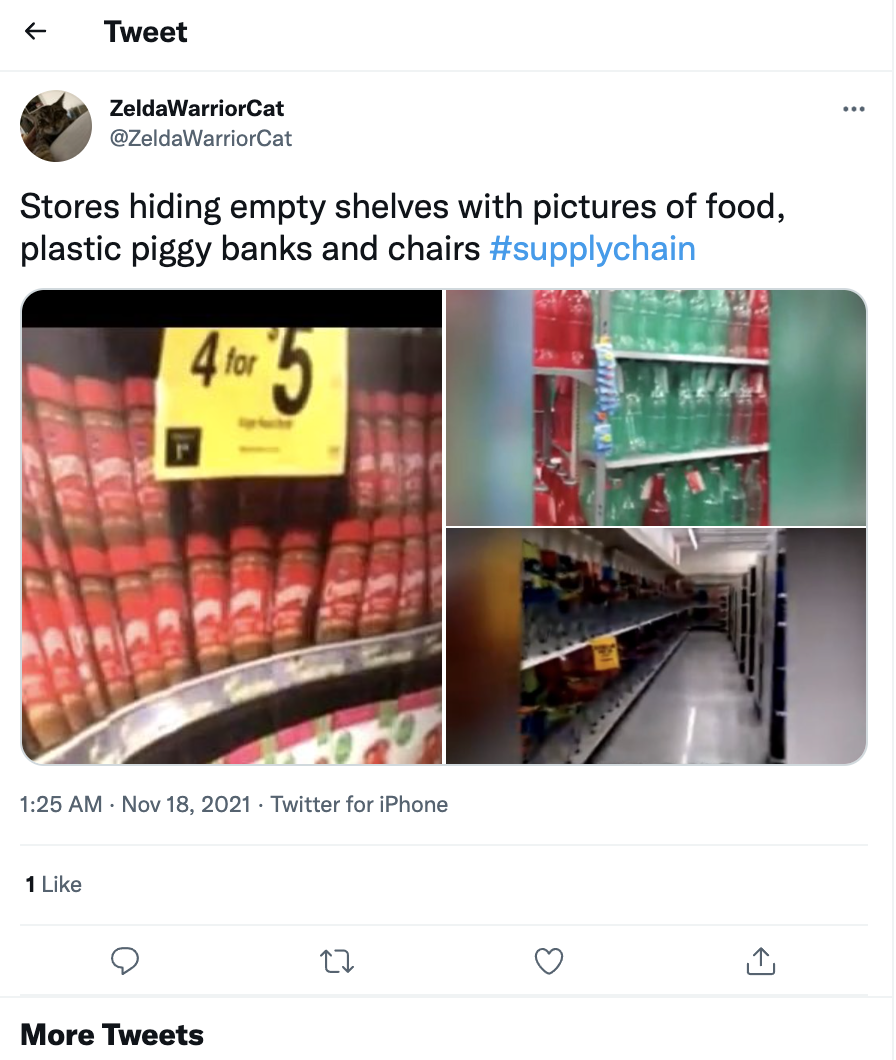 Tweet
ZeldaWarriorCat
@ZeldaWarriorCat
Stores hiding empty shelves with pictures of food,
plastic piggy banks and chairs #supplychain
4 for $5
1:25 AM · Nov 18, 2021 · Twitter for iPhone
1 Like
More Tweets